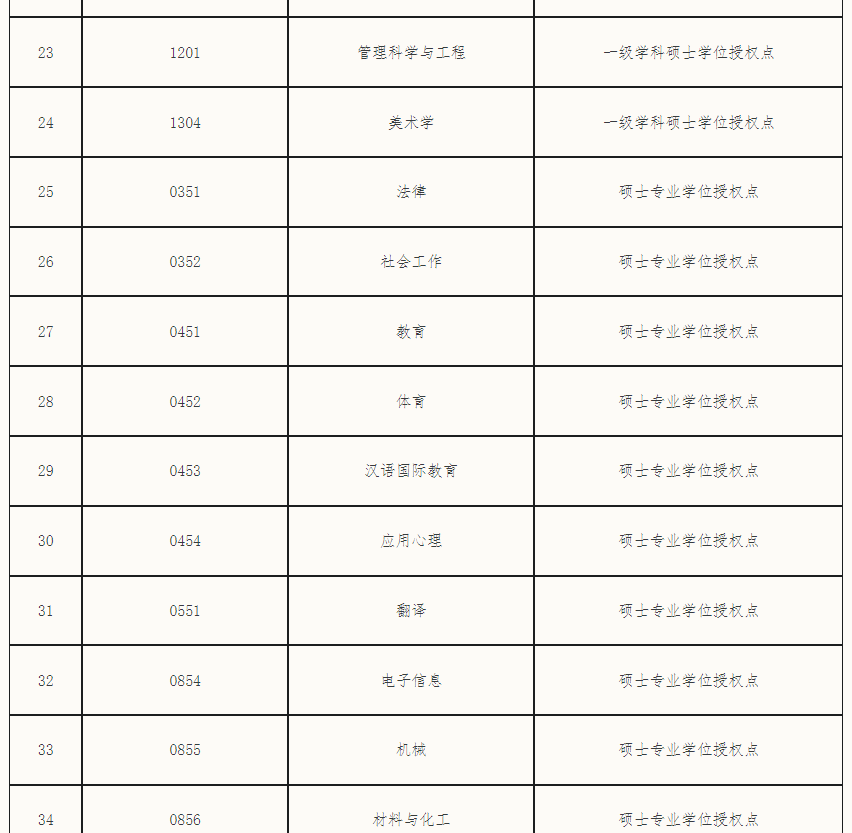 23 1201 管理科学与工程 一级学科硕士学位授权点
24 1304 美术学 一级学科硕士学位授权点
25 0351 法律 硕士专业学位授权点
26 0352 社会工作 硕士专业学位授权点
27 0451 教育 硕士专业学位授权点
28 0452 体育 硕士专业学位授权点
29 0453 汉语国际教育 硕士专业学位授权点
30 0454 应用心理 硕士专业学位授权点
31 0551 翻译 硕士专业学位授权点
32 0854 电子信息 硕士专业学位授权点
33 0855 机械 硕士专业学位授权点
34 0856 材料与化工 硕士专业学位授权点